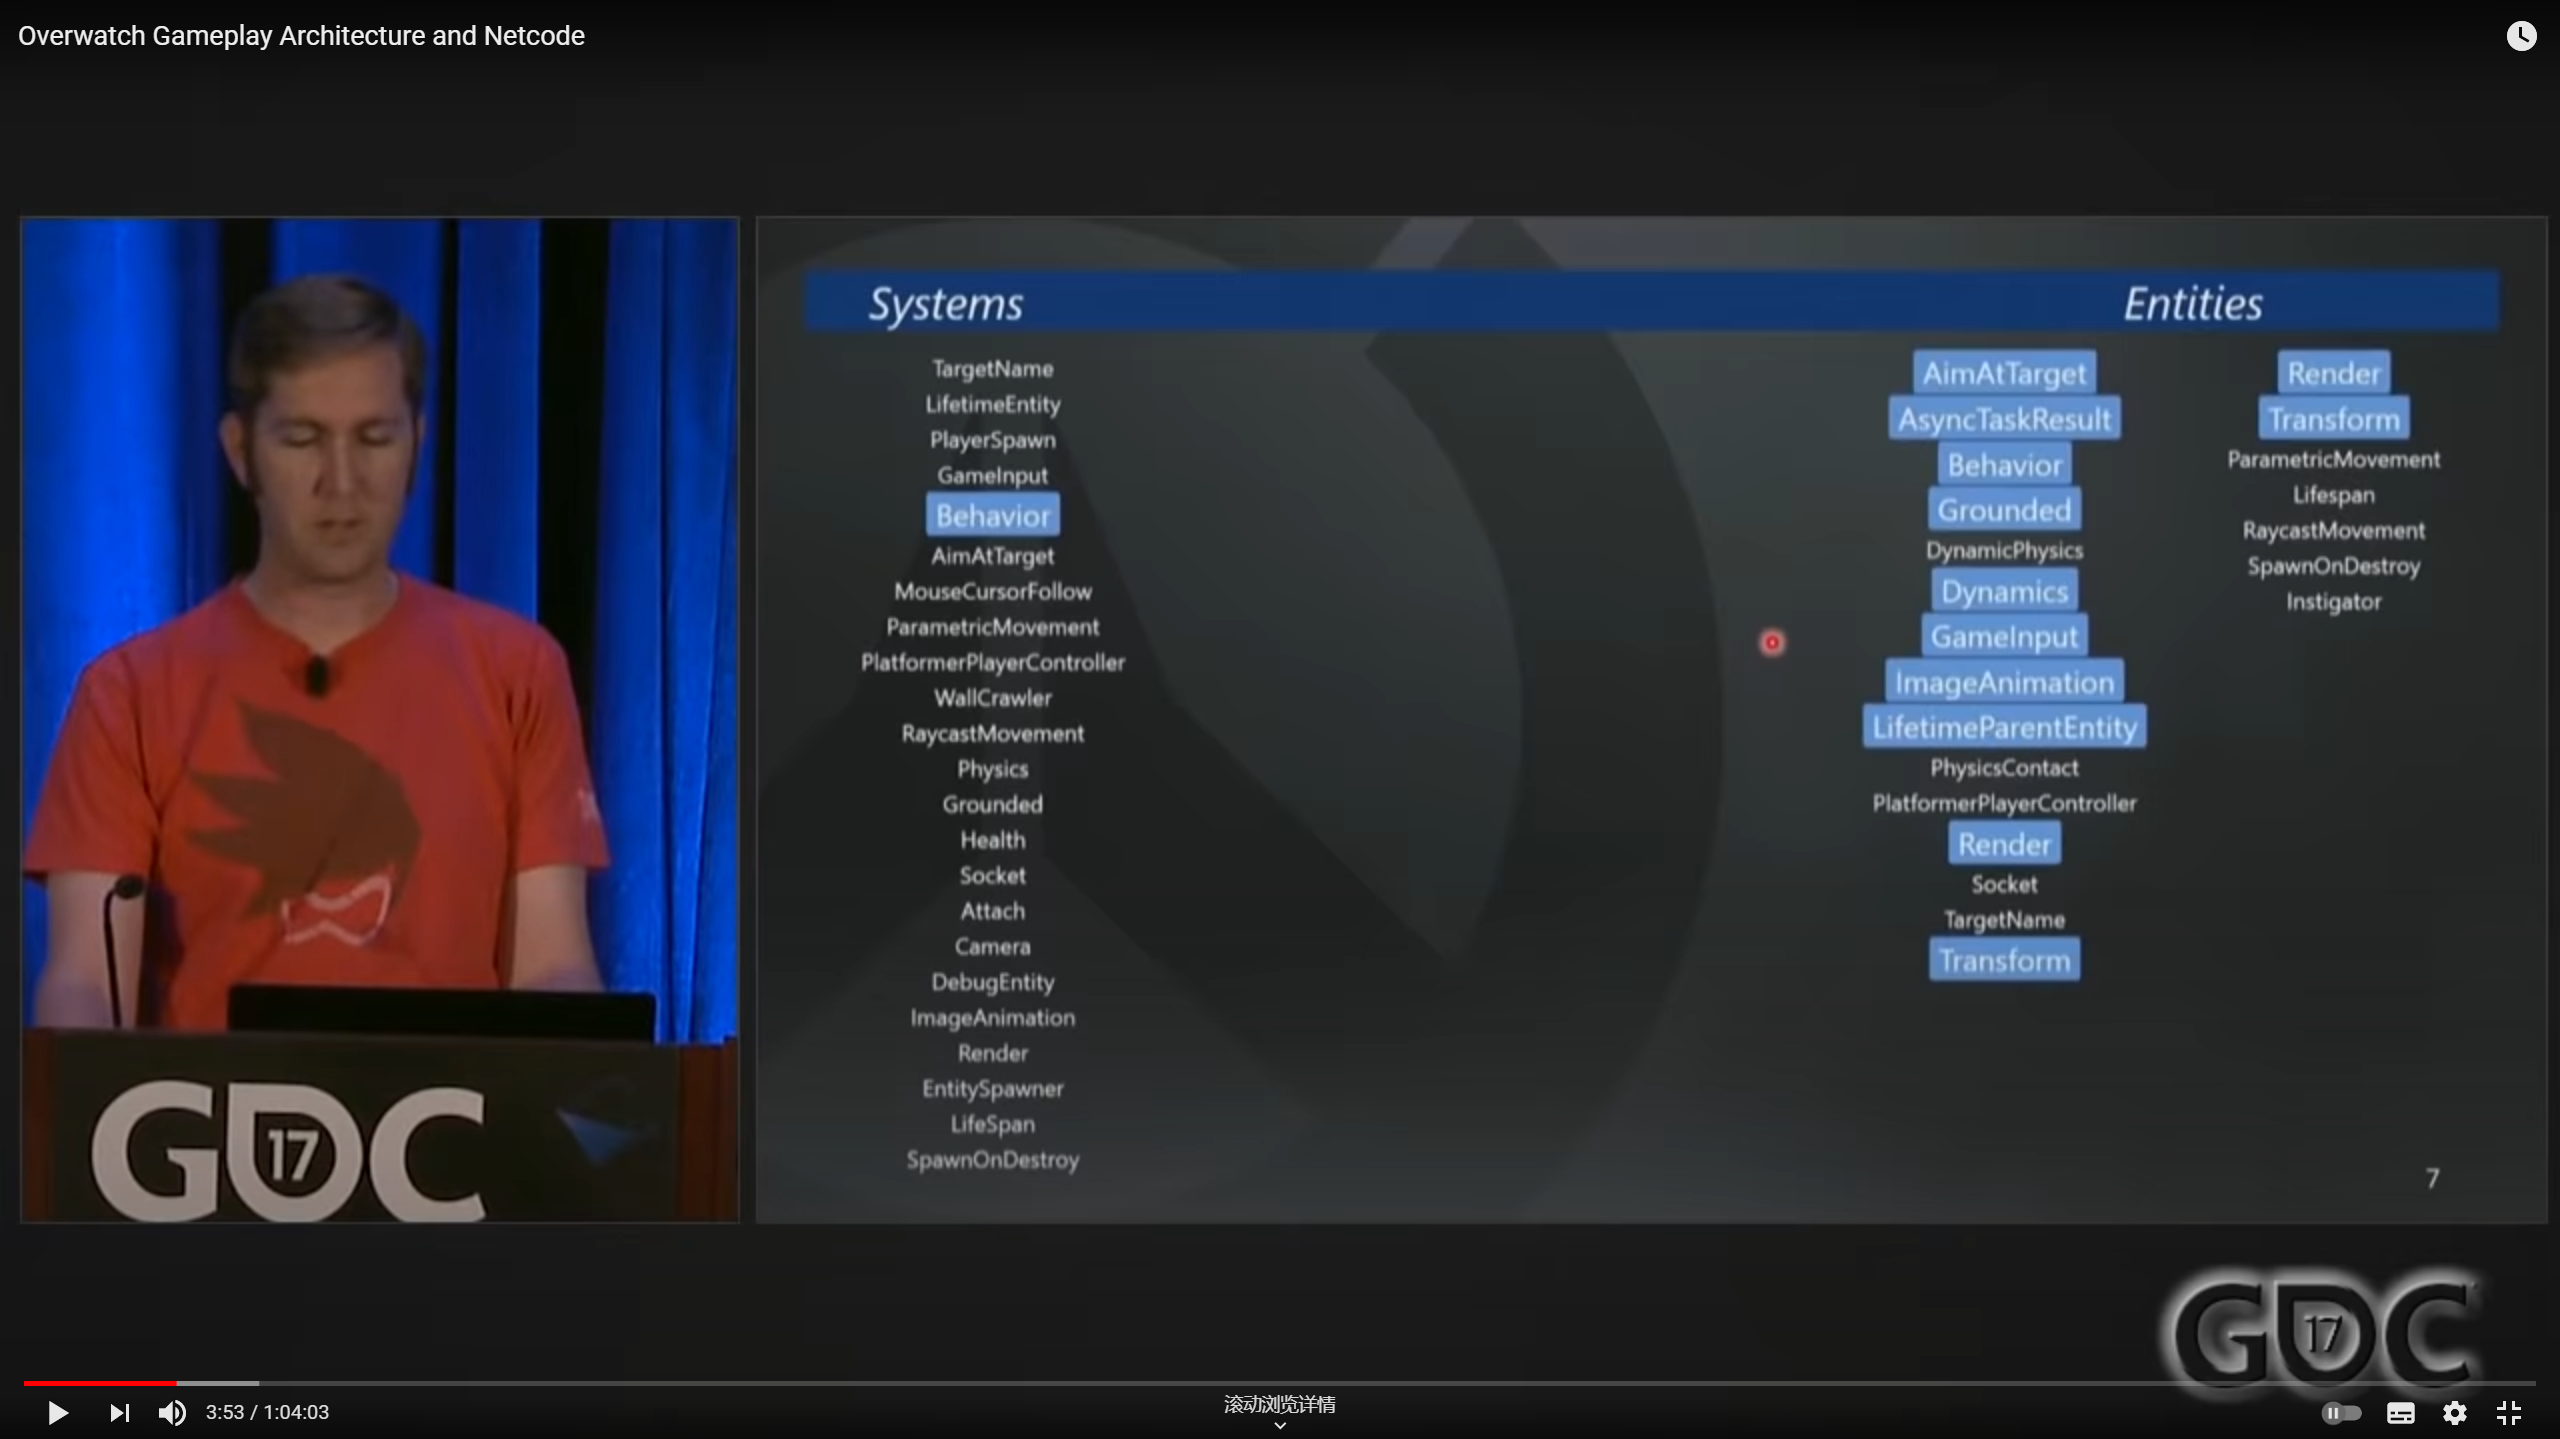 Overwatch Gameplay Architecture and Netcode
Systems
TargetName
LifetimeEntity
PlayerSpawn
GameInput
Behavior
AimAtTarget
MouseCursorFollow
ParametricMovement
PlatformerPlayerController
WallCrawler
RaycastMovement
Physics
Grounded
Health
Socket
Attach
Camera
DebugEntity
ImageAnimation
Render
EntitySpawner
LifeSpan
SpawnOnDestroy
Entities
AimAtTarget
AsyncTaskResult
Behavior
Grounded
DynamicPhysics
Dynamics
GameInput
ImageAnimation
LifetimeParentEntity
PhysicsContact
PlatformerPlayerController
Render
Socket
TargetName
Transform
Render
Transform
ParametricMovement
Lifespan
RaycastMovement
SpawnOnDestroy
Instigator
7
GDC 17
GDC 17
3:53 / 1:04:03
滚动浏览详情